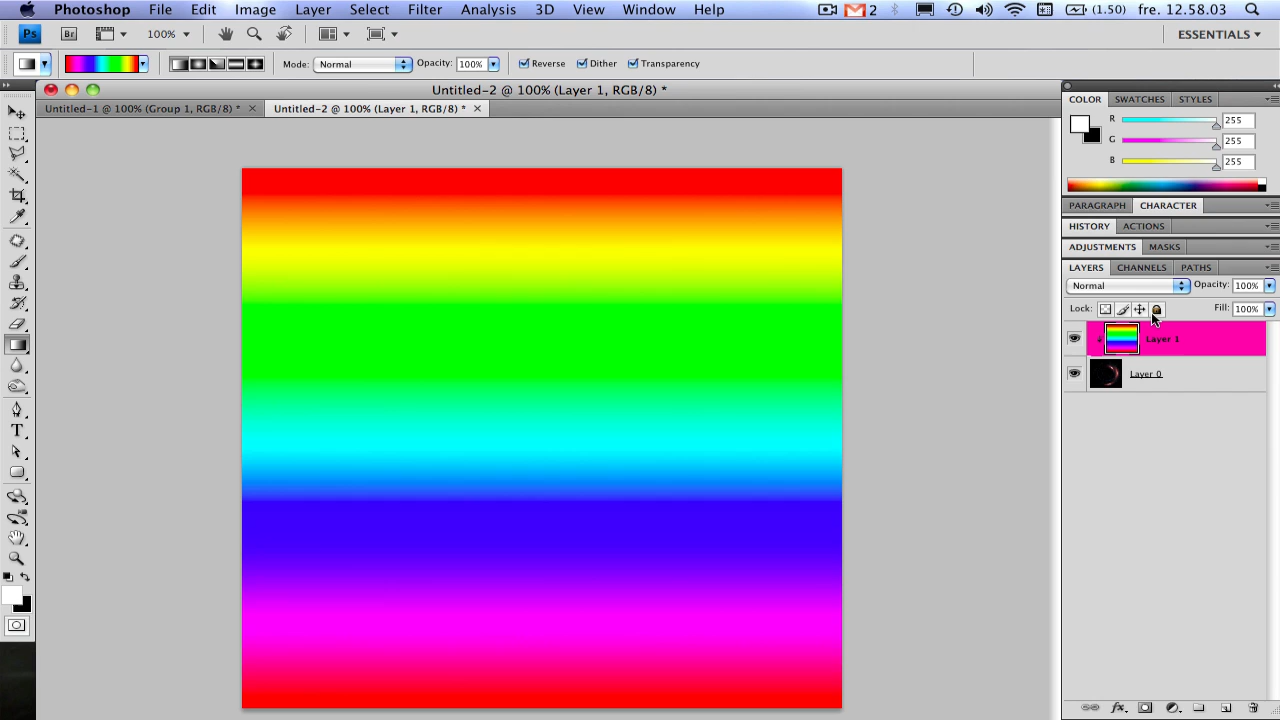 Photoshop File Edit Image Layer Select Filter Analysis 3D View Window Help 2 (1.50) fre. 12.58.03
Ps Br 100% ESSENTIALS
Mode: Normal Opacity: 100% Reverse Dither Transparency
Untitled-2 @ 100% (Layer 1, RGB/8) *
Untitled-1 @ 100% (Group 1, RGB/8) * Untitled-2 @ 100% (Layer 1, RGB/8) *
COLOR SWATCHES STYLES
R 255
G 255
B 255
PARAGRAPH CHARACTER
HISTORY ACTIONS
ADJUSTMENTS MASKS
LAYERS CHANNELS PATHS
Normal Opacity: 100%
Lock: Fill: 100%
Layer 1
Layer 0
T
fx